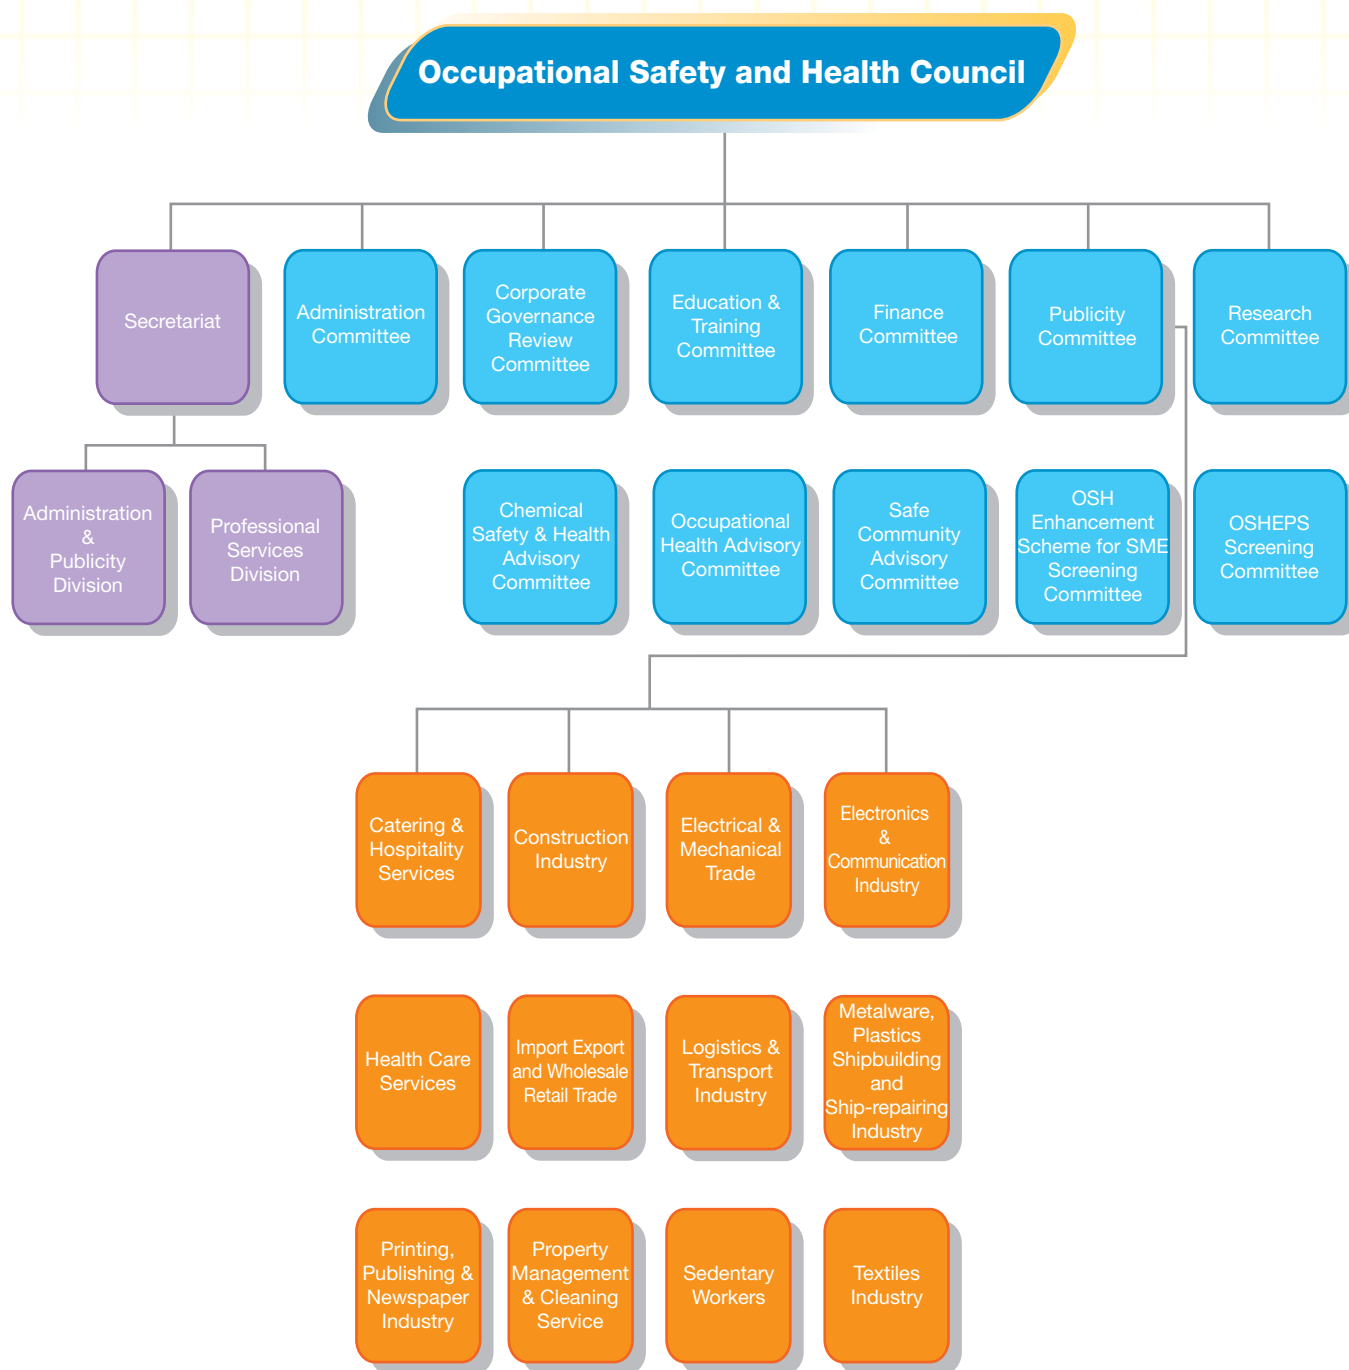 Occupational Safety and Health Council
Secretariat
Administration
Committee
Corporate
Governance
Review
Committee
Education &
Training
Committee
Finance
Committee
Publicity
Committee
Research
Committee
Administration
&
Publicity
Division
Professional
Services
Division
Chemical
Safety & Health
Advisory
Committee
Occupational
Health Advisory
Committee
Safe
Community
Advisory
Committee
OSH
Enhancement
Scheme for SME
Screening
Committee
OSHEPS
Screening
Committee
Catering &
Hospitality
Services
Construction
Industry
Electrical &
Mechanical
Trade
Electronics
&
Communication
Industry
Health Care
Services
Import Export
and Wholesale
Retail Trade
Logistics &
Transport
Industry
Metalware,
Plastics
Shipbuilding
and
Ship-repairing
Industry
Printing,
Publishing &
Newspaper
Industry
Property
Management
& Cleaning
Service
Sedentary
Workers
Textiles
Industry